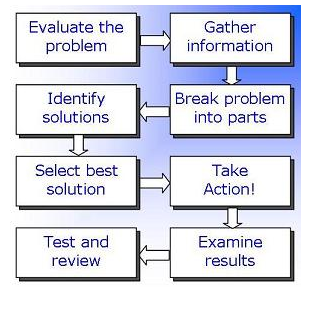 Evaluate the
problem
Gather
information
Break problem
into parts
Identify
solutions
Select best
solution
Take
Action!
Examine
results
Test and
review